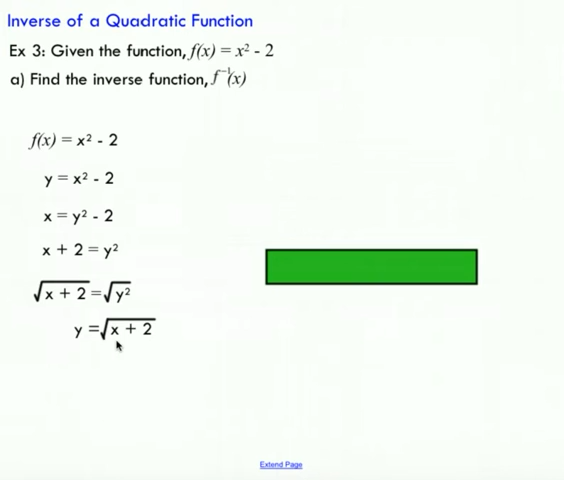 Inverse of a Quadratic Function
Ex 3: Given the function, f(x) = x² - 2
a) Find the inverse function, f⁻¹(x)
f(x) = x² - 2
y = x² - 2
x = y² - 2
x + 2 = y²
√x + 2 = √y²
y = √x + 2
Extend Page